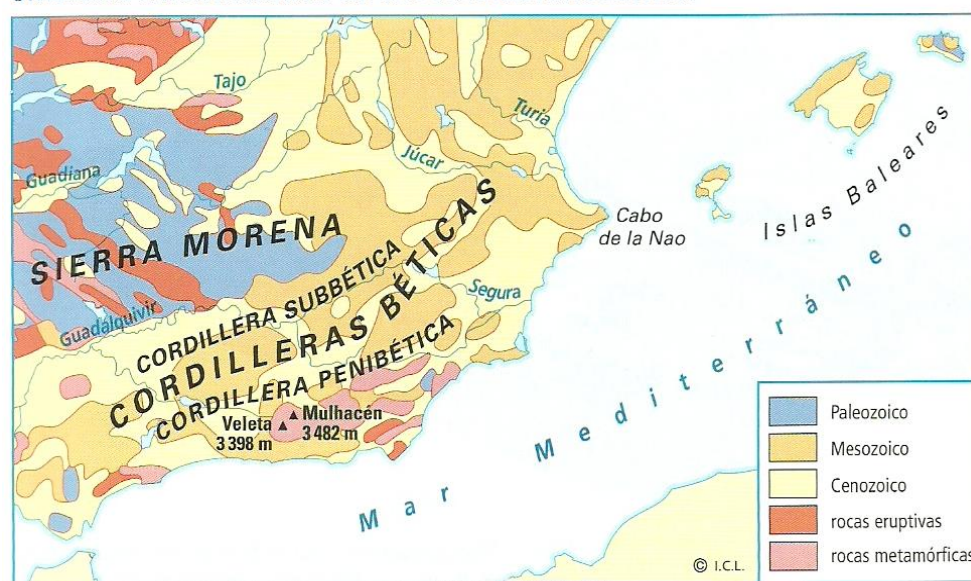 Tajo
Turia
Júcar
Guadiana
Islas Baleares
Cabo
de la Nao
SIERRA MORENA
CORDILLERA SUBBÉTICA
CORDILLERAS BÉTICAS
Segura
Guadalquivir
CORDILLERA PENIBÉTICA
Mulhacén
3 482 m
Veleta
3 398 m
Mar Mediterráneo
Paleozoico
Mesozoico
Cenozoico
rocas eruptivas
rocas metamórficas
© I.C.L.